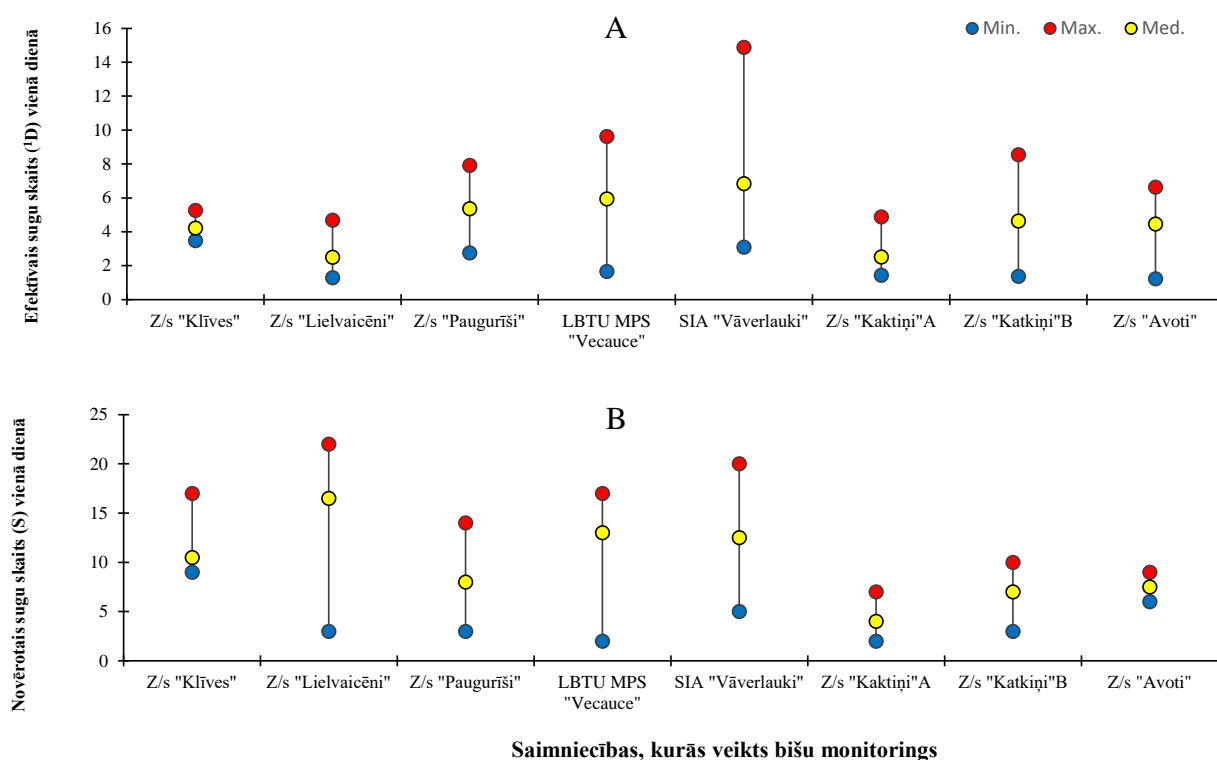 A
Min. Max. Med.
Efektīvais sugu skaits (¹D) vienā dienā
16
14
12
10
8
6
4
2
0
Z/s "Klīves" Z/s "Lielvaicēni" Z/s "Paugurīši" LBTU MPS "Vecauce" SIA "Vāverlauki" Z/s "Kaktiņi"A Z/s "Katkiņi"B Z/s "Avoti"
B
Novērotais sugu skaits (S) vienā dienā
25
20
15
10
5
0
Z/s "Klīves" Z/s "Lielvaicēni" Z/s "Paugurīši" LBTU MPS "Vecauce" SIA "Vāverlauki" Z/s "Kaktiņi"A Z/s "Katkiņi"B Z/s "Avoti"
Saimniecības, kurās veikts bišu monitorings